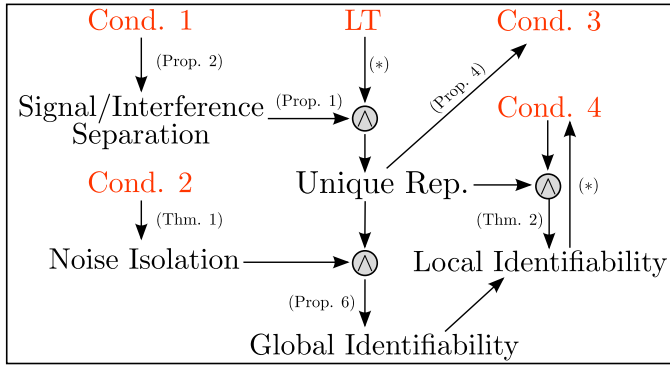 Cond. 1
LT
Cond. 3
(Prop. 2)
(*)
(Prop. 4)
Signal/Interference
Separation
(Prop. 1)
∧
Cond. 4
Cond. 2
Unique Rep.
∧
(*)
(Thm. 1)
(Thm. 2)
Noise Isolation
∧
Local Identifiability
(Prop. 6)
Global Identifiability